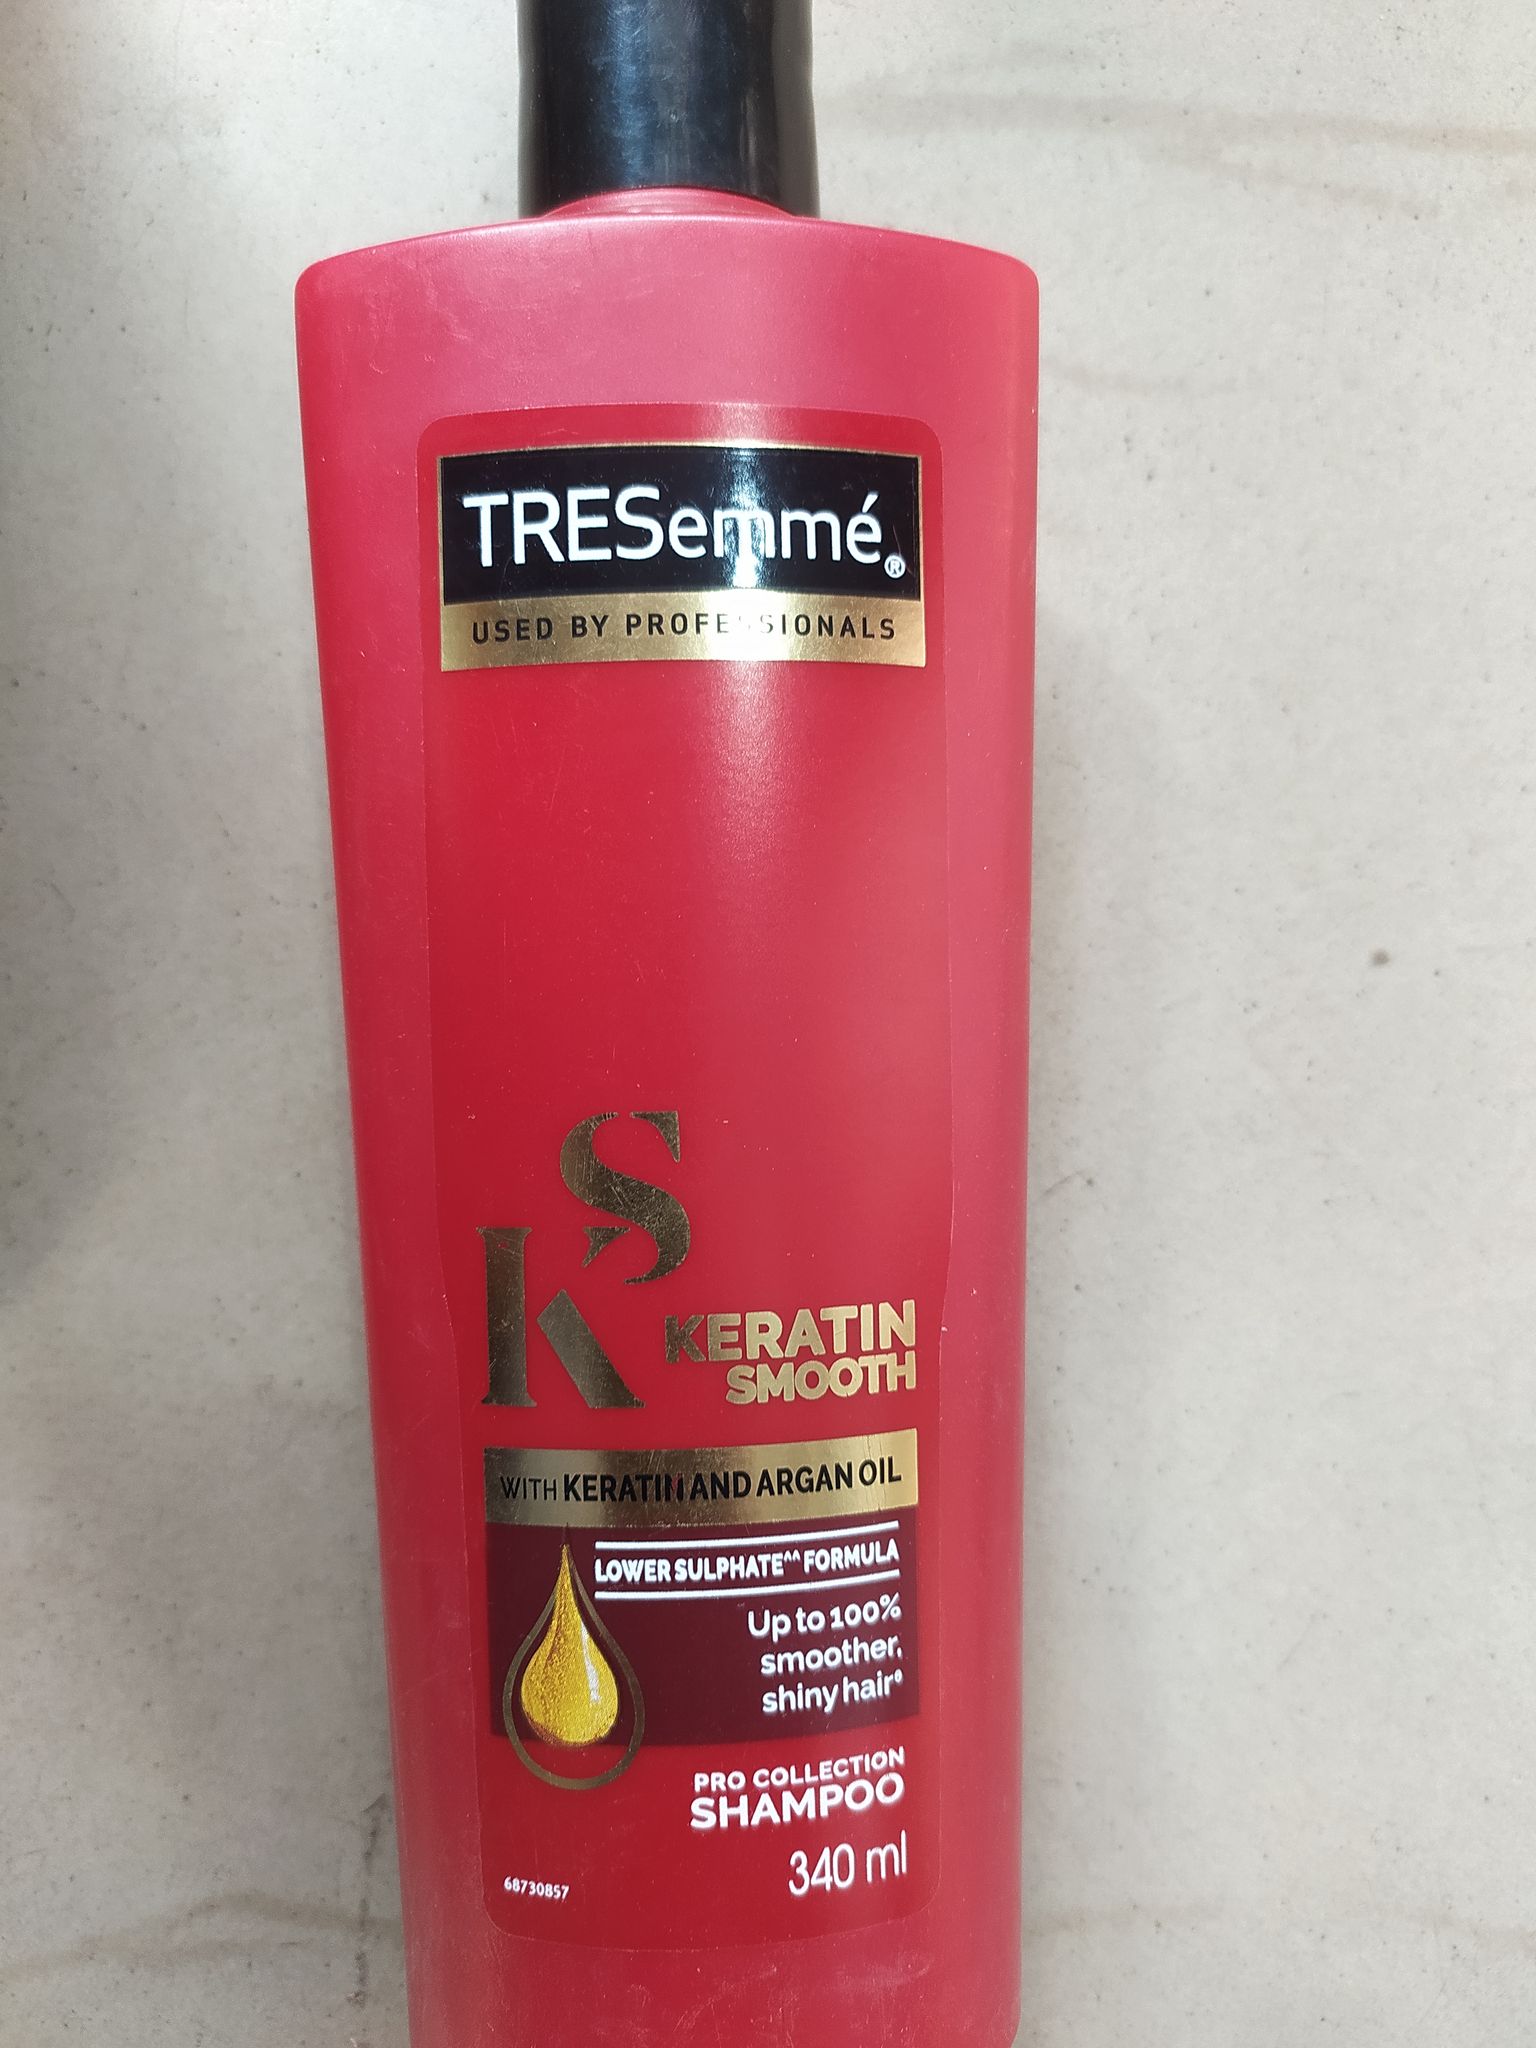 TRESemmé®
USED BY PROFESSIONALS
KS
KERATIN
SMOOTH
WITH KERATIN AND ARGAN OIL
LOWER SULPHATE^^ FORMULA
Up to 100%
smoother,
shiny hair°
PRO COLLECTION
SHAMPOO
340 ml
68730857